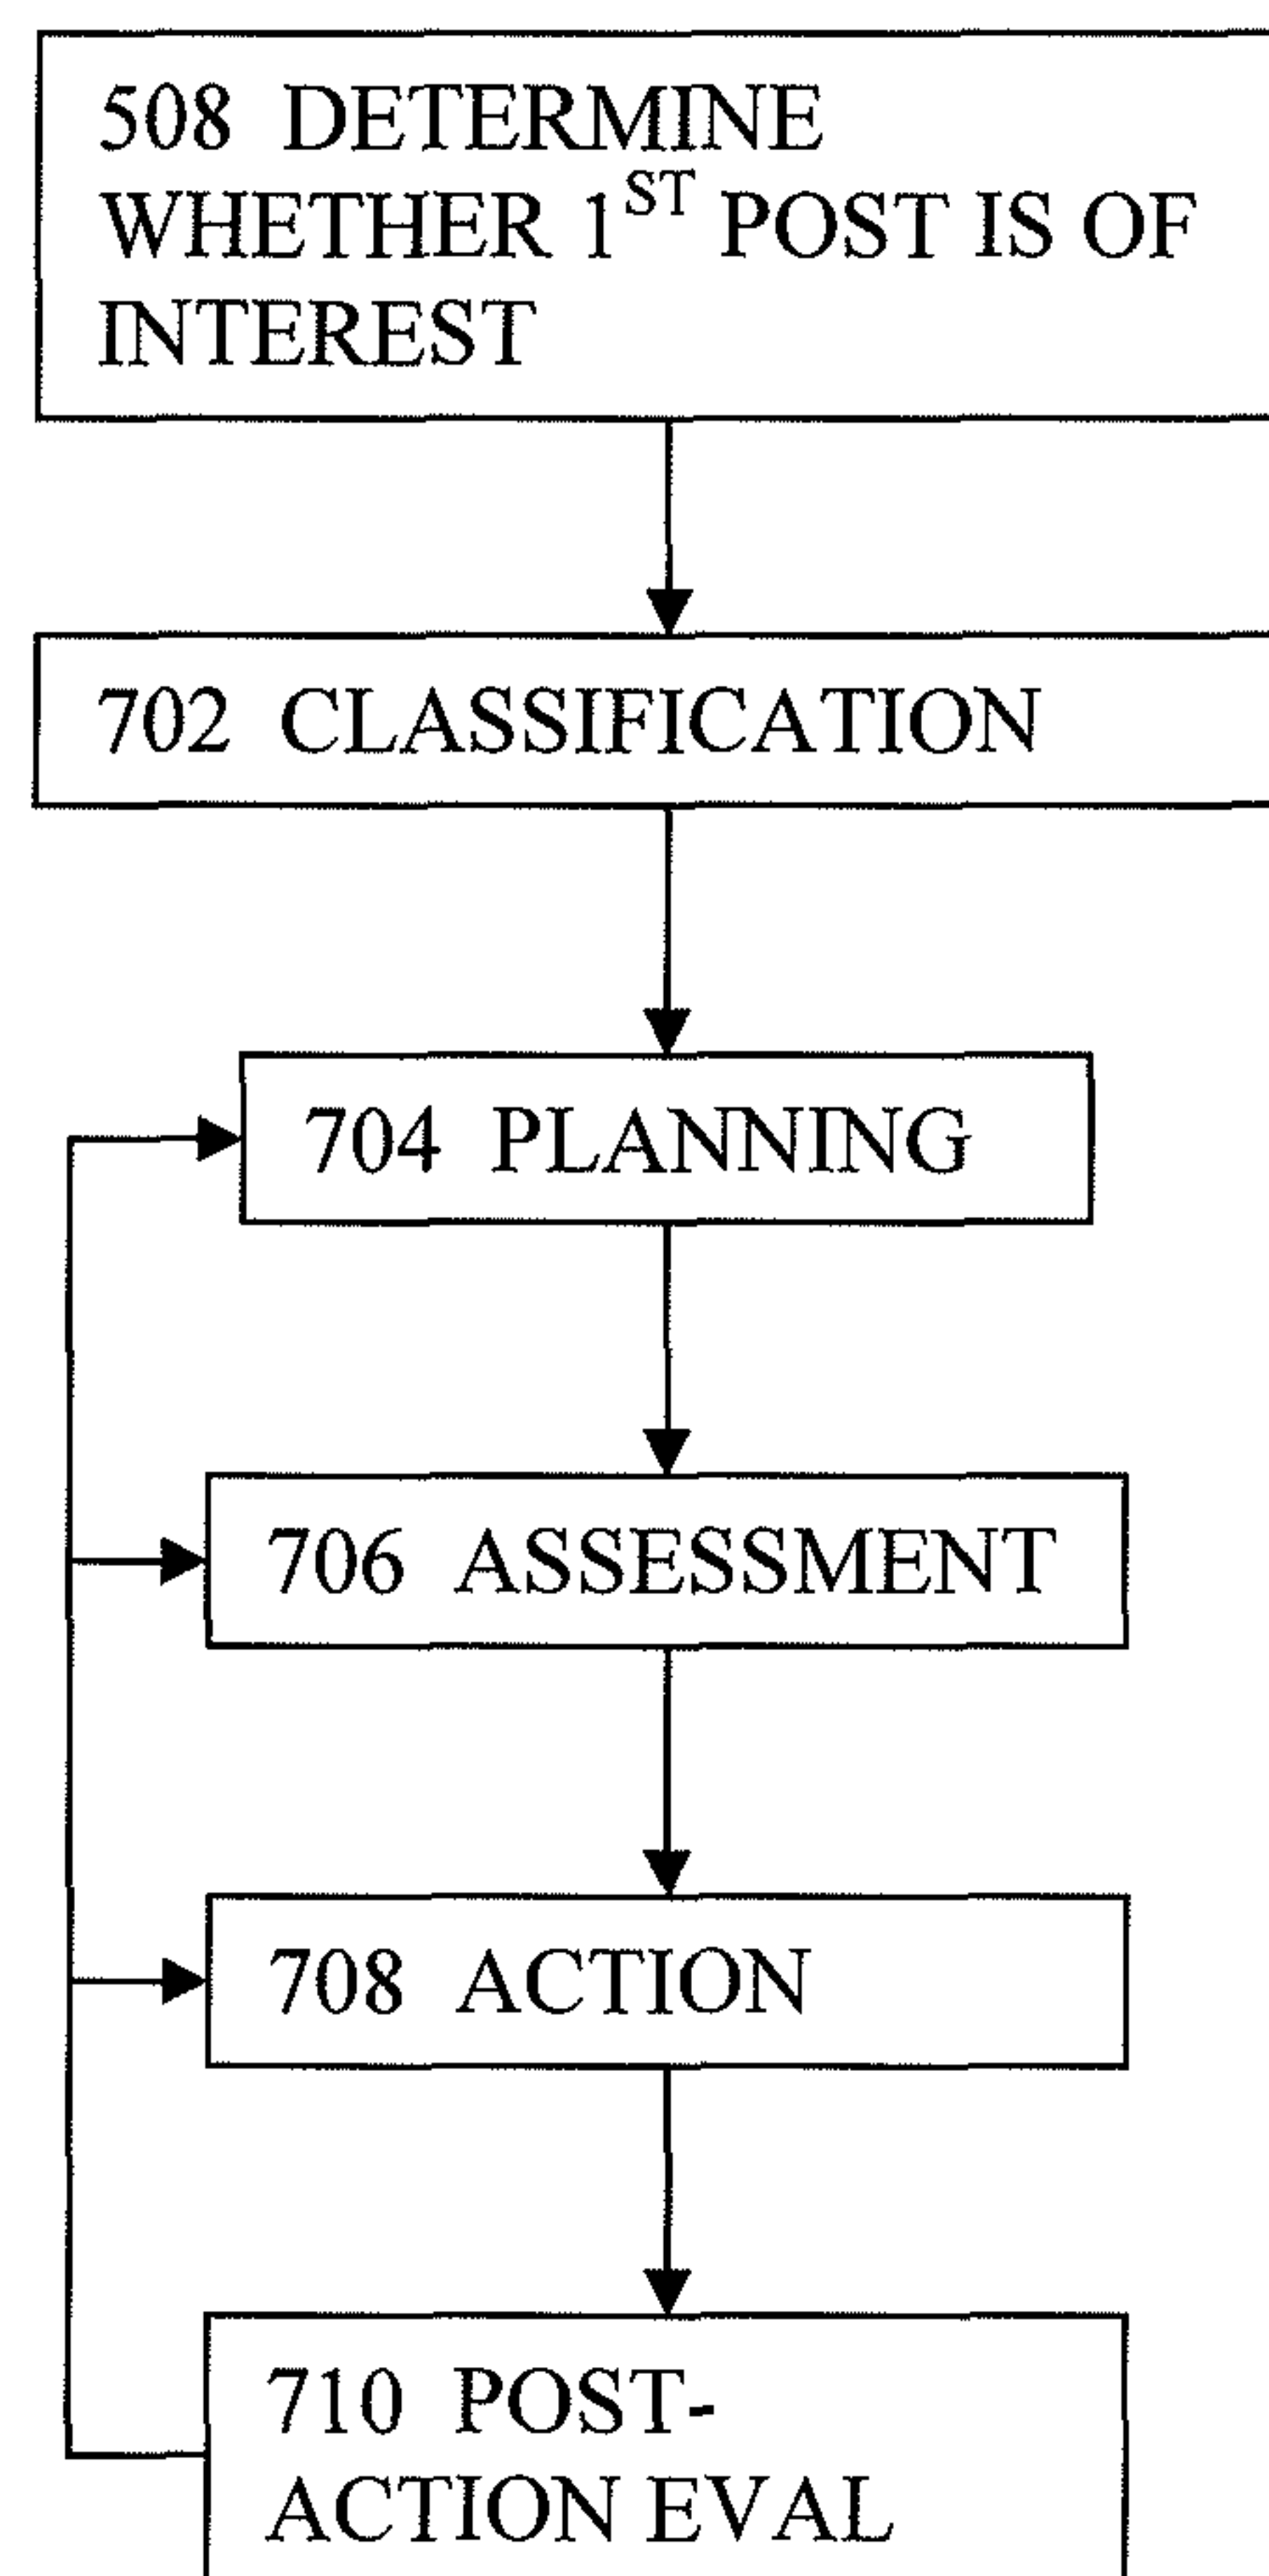 508 DETERMINE
WHETHER 1ST POST IS OF
INTEREST
702 CLASSIFICATION
704 PLANNING
706 ASSESSMENT
708 ACTION
710 POST-
ACTION EVAL